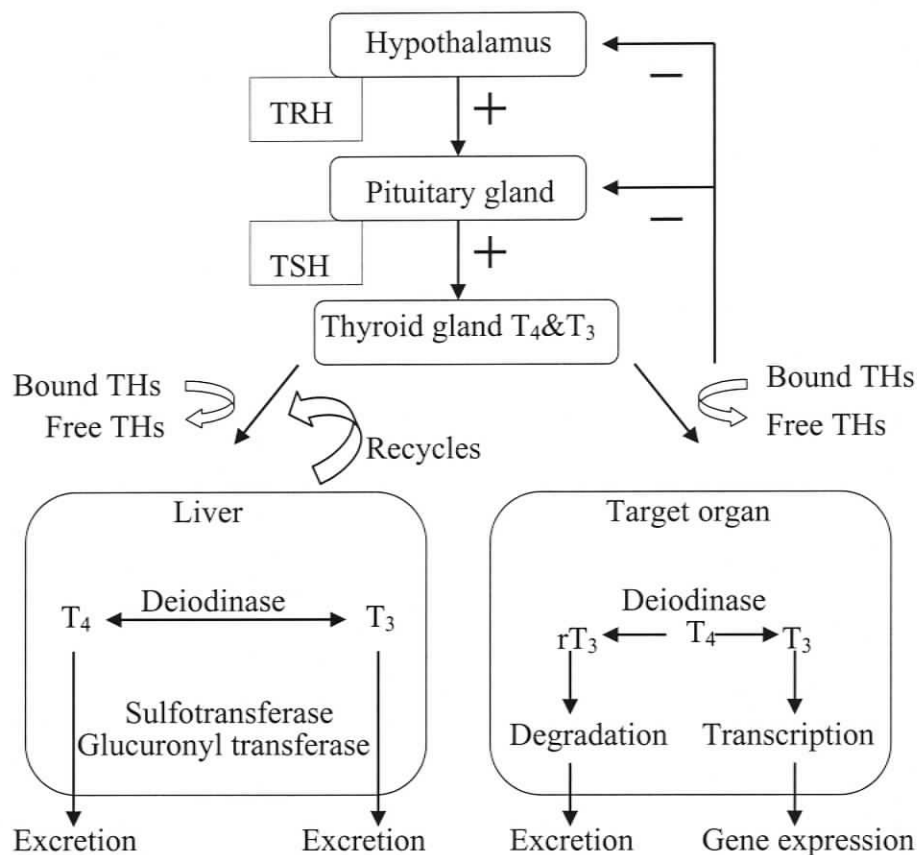 Hypothalamus
TRH
+
−
Pituitary gland
−
TSH
+
Thyroid gland T₄&T₃
Bound THs
Free THs
Recycles
Bound THs
Free THs
Liver
Deiodinase
T₄
T₃
Sulfotransferase
Glucuronyl transferase
Excretion
Excretion
Target organ
Deiodinase
rT₃
T₄
T₃
Degradation
Transcription
Excretion
Gene expression